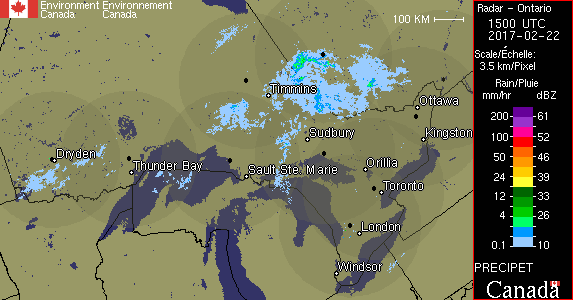 Environment Environnement
Canada Canada
100 KM
Timmins
Ottawa
Sudbury
Kingston
Dryden
Thunder Bay
Sault Ste. Marie
Orillia
Toronto
London
Windsor
Radar - Ontario
1500 UTC
2017-02-22
Scale/Échelle:
3.5 km/Pixel
Rain/Pluie
mm/hr dBZ
200 61
100 57
100 52
50 46
24 39
12 33
4 26
0.1 10
PRECIPET
Canada